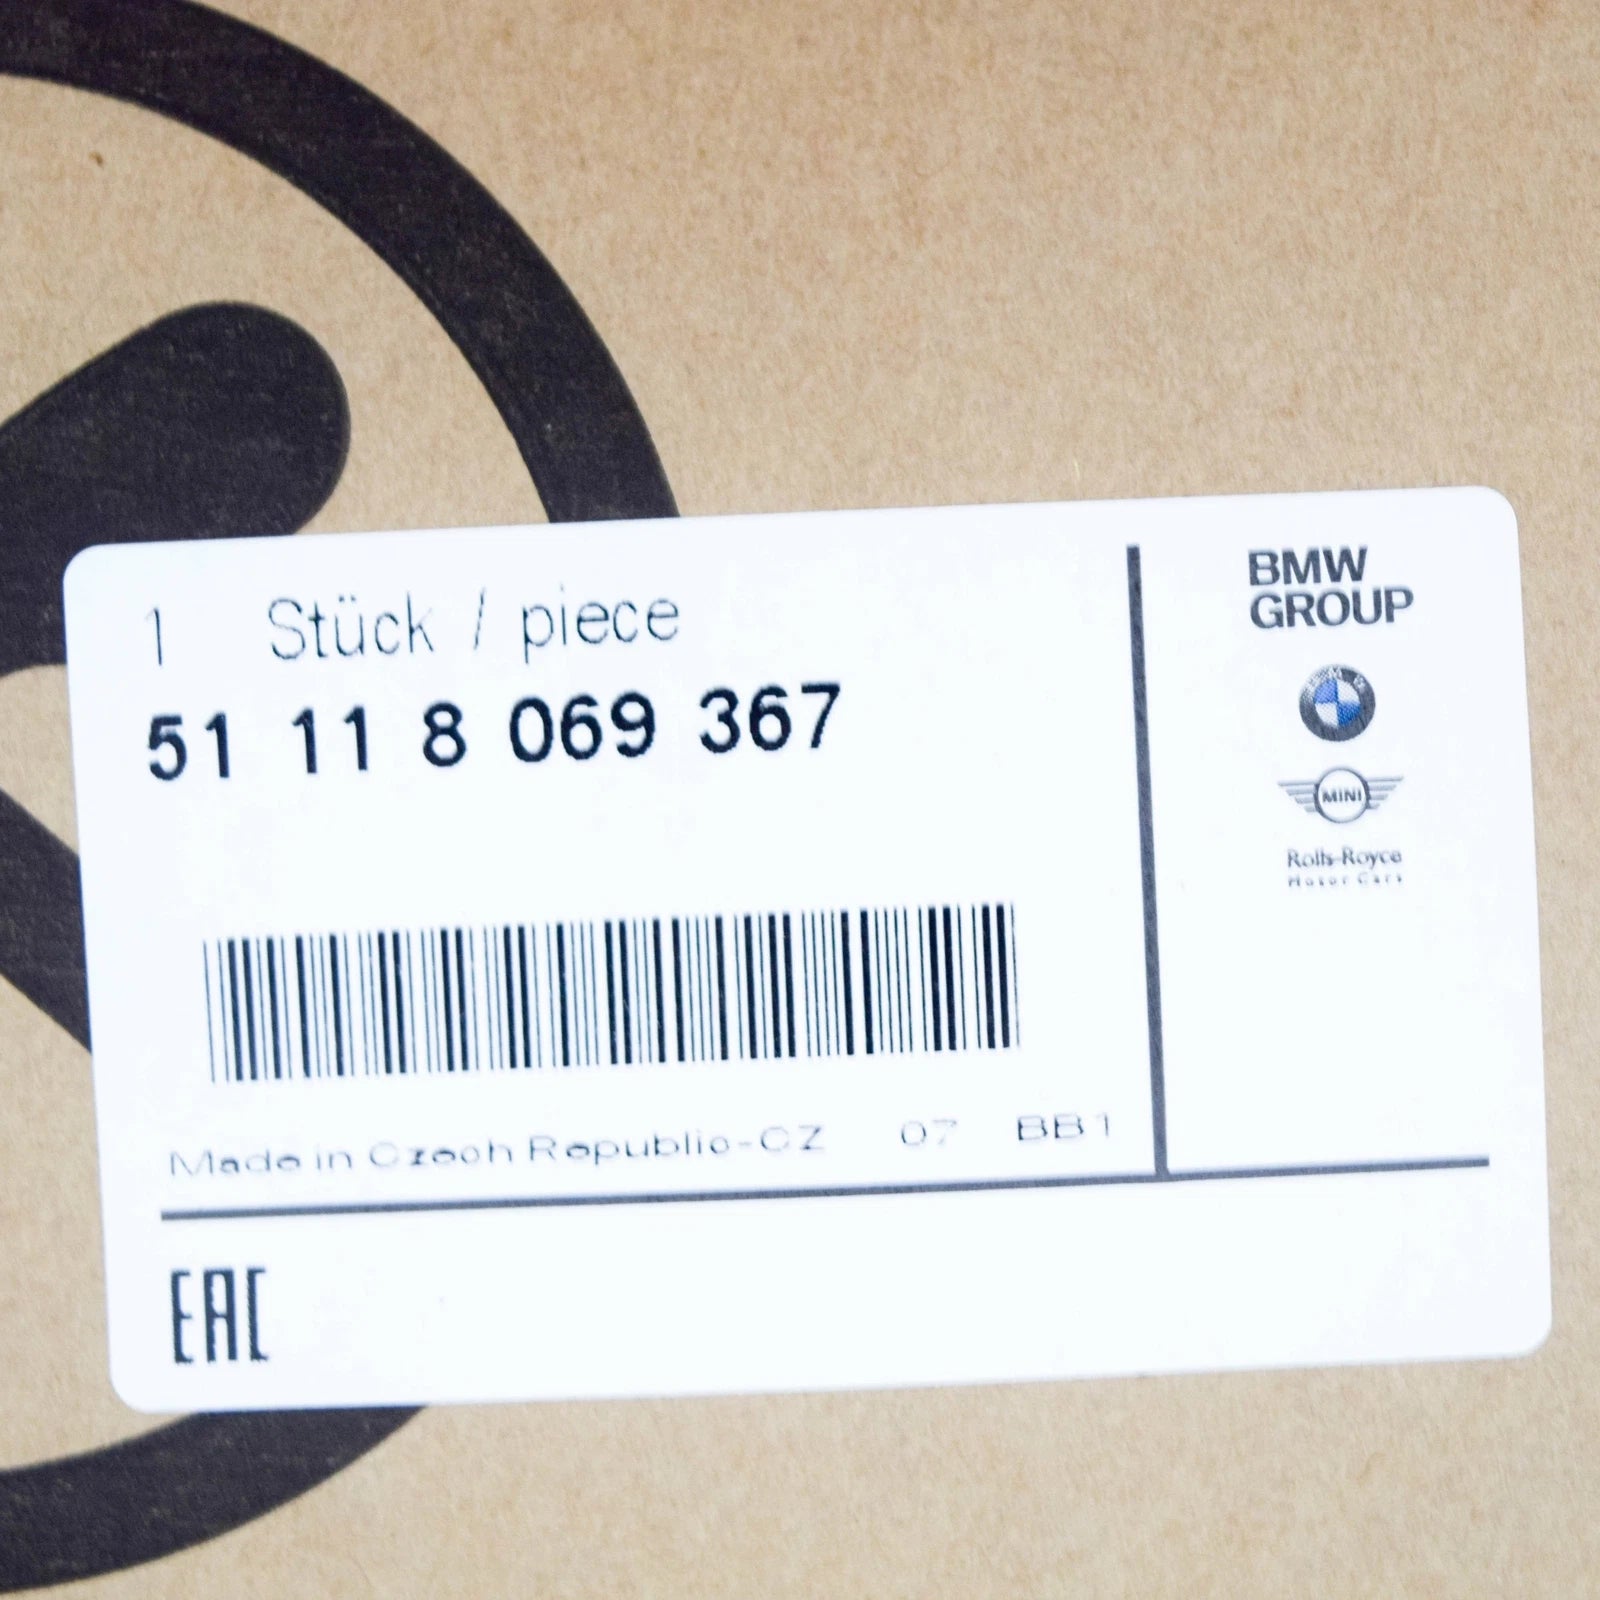 1 Stück / piece
51 11 8 069 367
Made in Czech Republic-CZ 07 BB1
EAC
BMW
GROUP
BMW
MINI
Rolls-Royce
Motor Cars